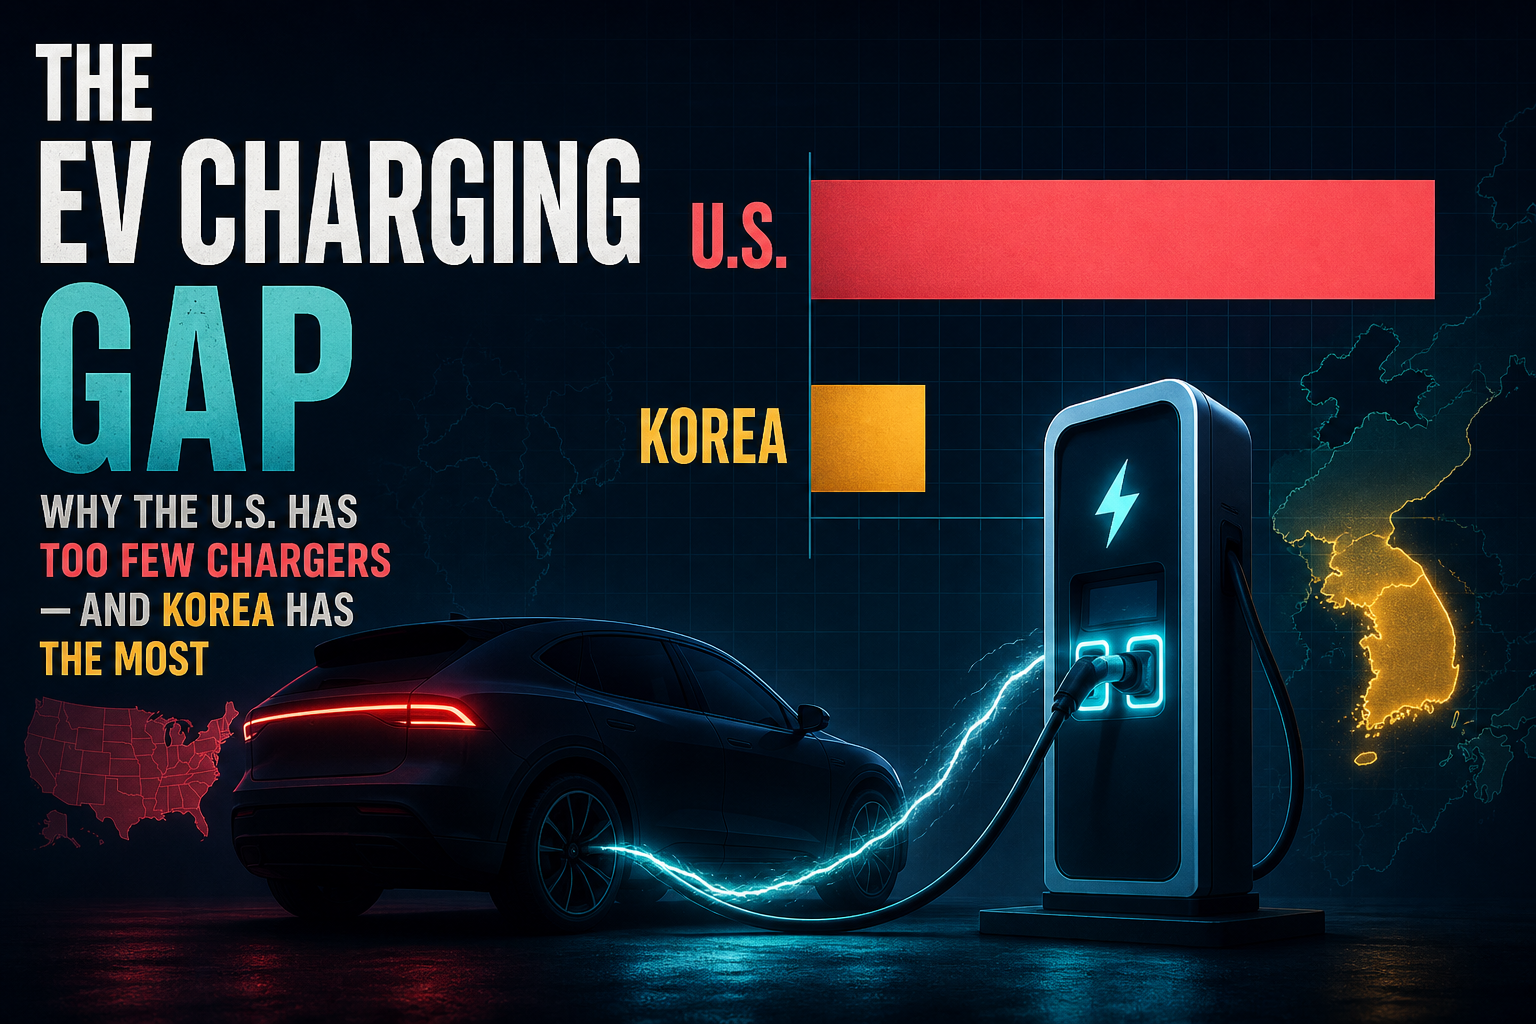 THE
EV CHARGING
GAP
WHY THE U.S. HAS
TOO FEW CHARGERS
— AND KOREA HAS
THE MOST
U.S.
KOREA